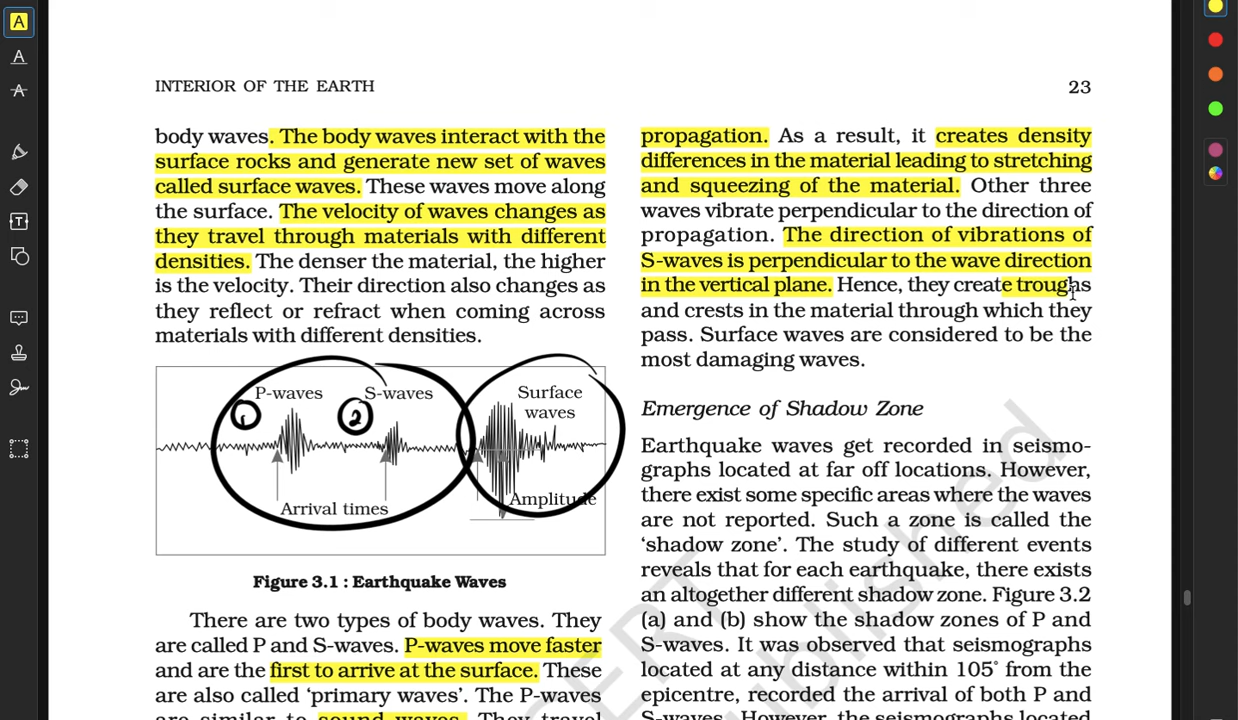 INTERIOR OF THE EARTH
23
body waves. The body waves interact with the
surface rocks and generate new set of waves
called surface waves. These waves move along
the surface. The velocity of waves changes as
they travel through materials with different
densities. The denser the material, the higher
is the velocity. Their direction also changes as
they reflect or refract when coming across
materials with different densities.
P-waves
S-waves
Surface
waves
1
2
Arrival times
Amplitude
Figure 3.1 : Earthquake Waves
There are two types of body waves. They
are called P and S-waves. P-waves move faster
and are the first to arrive at the surface. These
are also called ‘primary waves’. The P-waves
are similar to sound waves. They travel
propagation. As a result, it creates density
differences in the material leading to stretching
and squeezing of the material. Other three
waves vibrate perpendicular to the direction of
propagation. The direction of vibrations of
S-waves is perpendicular to the wave direction
in the vertical plane. Hence, they create troughs
and crests in the material through which they
pass. Surface waves are considered to be the
most damaging waves.
Emergence of Shadow Zone
Earthquake waves get recorded in seismo-
graphs located at far off locations. However,
there exist some specific areas where the waves
are not reported. Such a zone is called the
‘shadow zone’. The study of different events
reveals that for each earthquake, there exists
an altogether different shadow zone. Figure 3.2
(a) and (b) show the shadow zones of P and
S-waves. It was observed that seismographs
located at any distance within 105° from the
epicentre, recorded the arrival of both P and
S-waves. However, the seismographs located